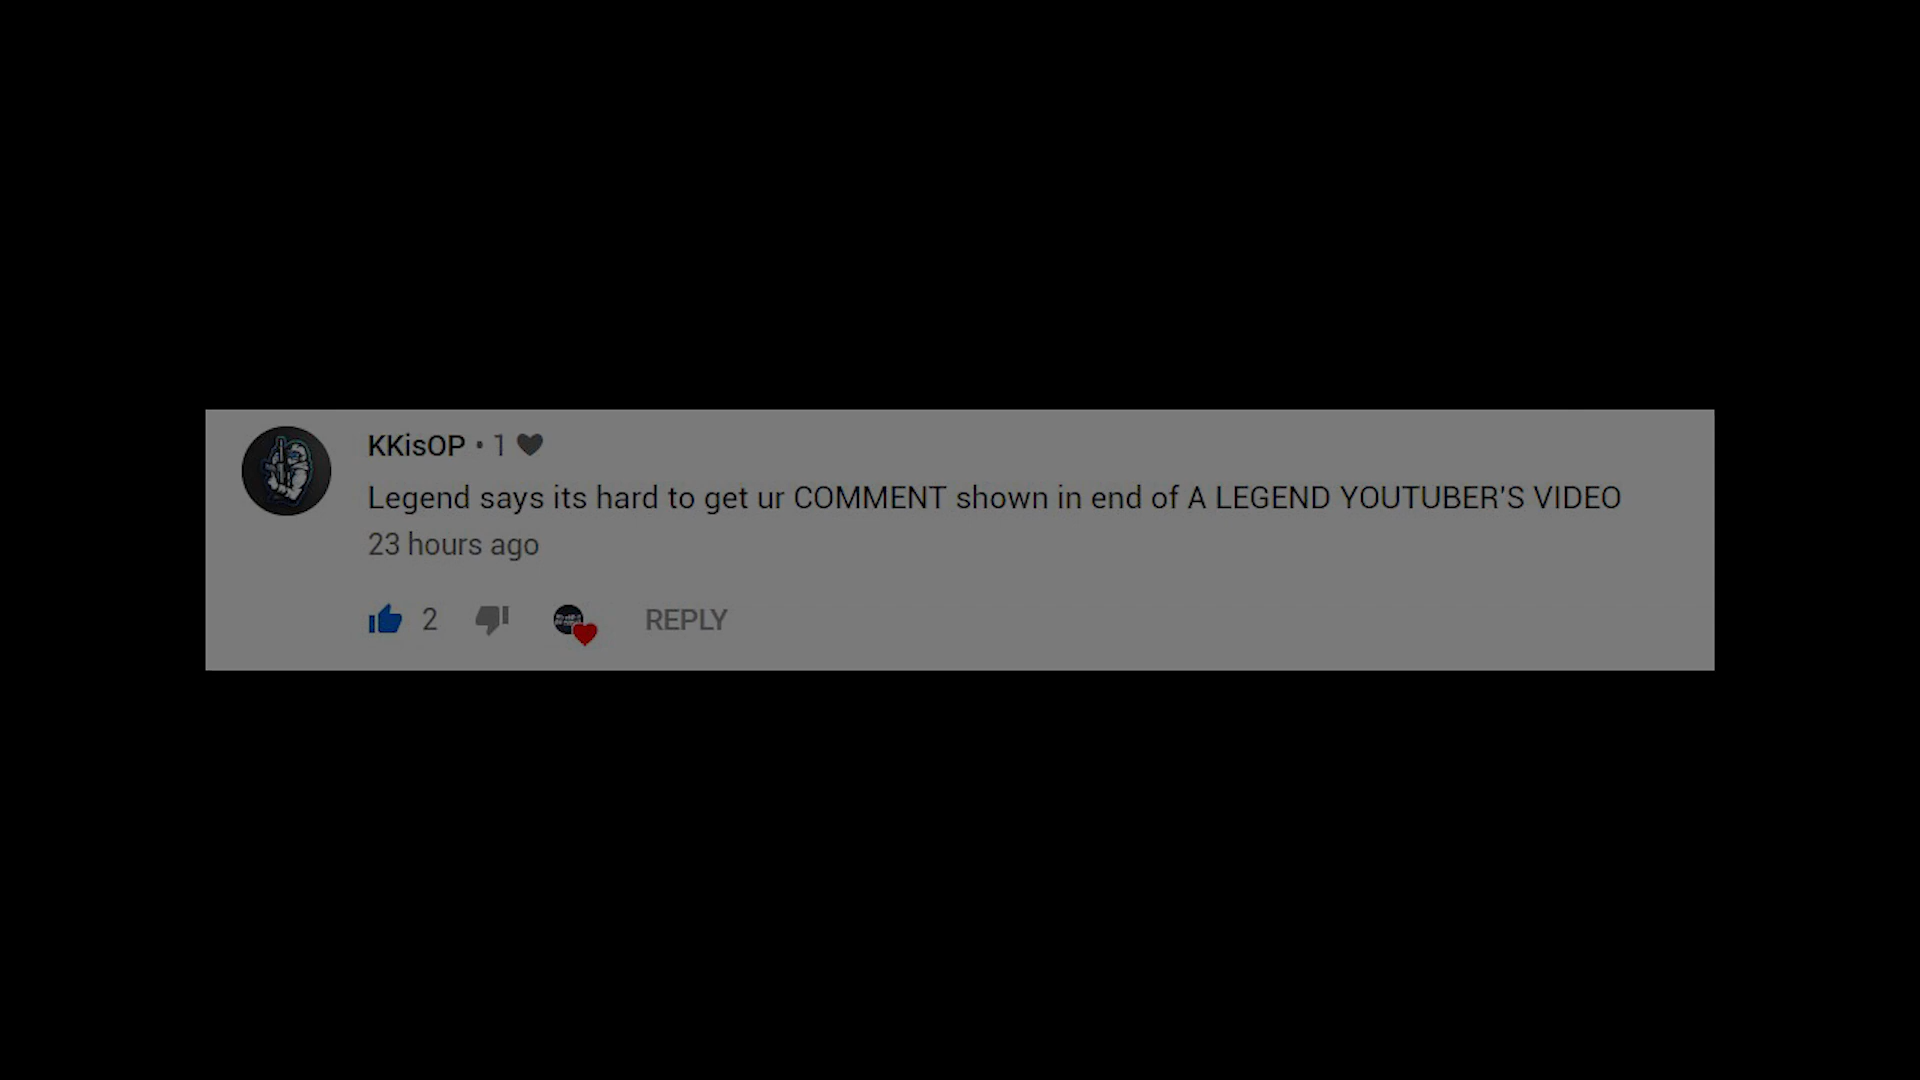 KKisOP • 1
Legend says its hard to get ur COMMENT shown in end of A LEGEND YOUTUBER'S VIDEO
23 hours ago
2 REPLY